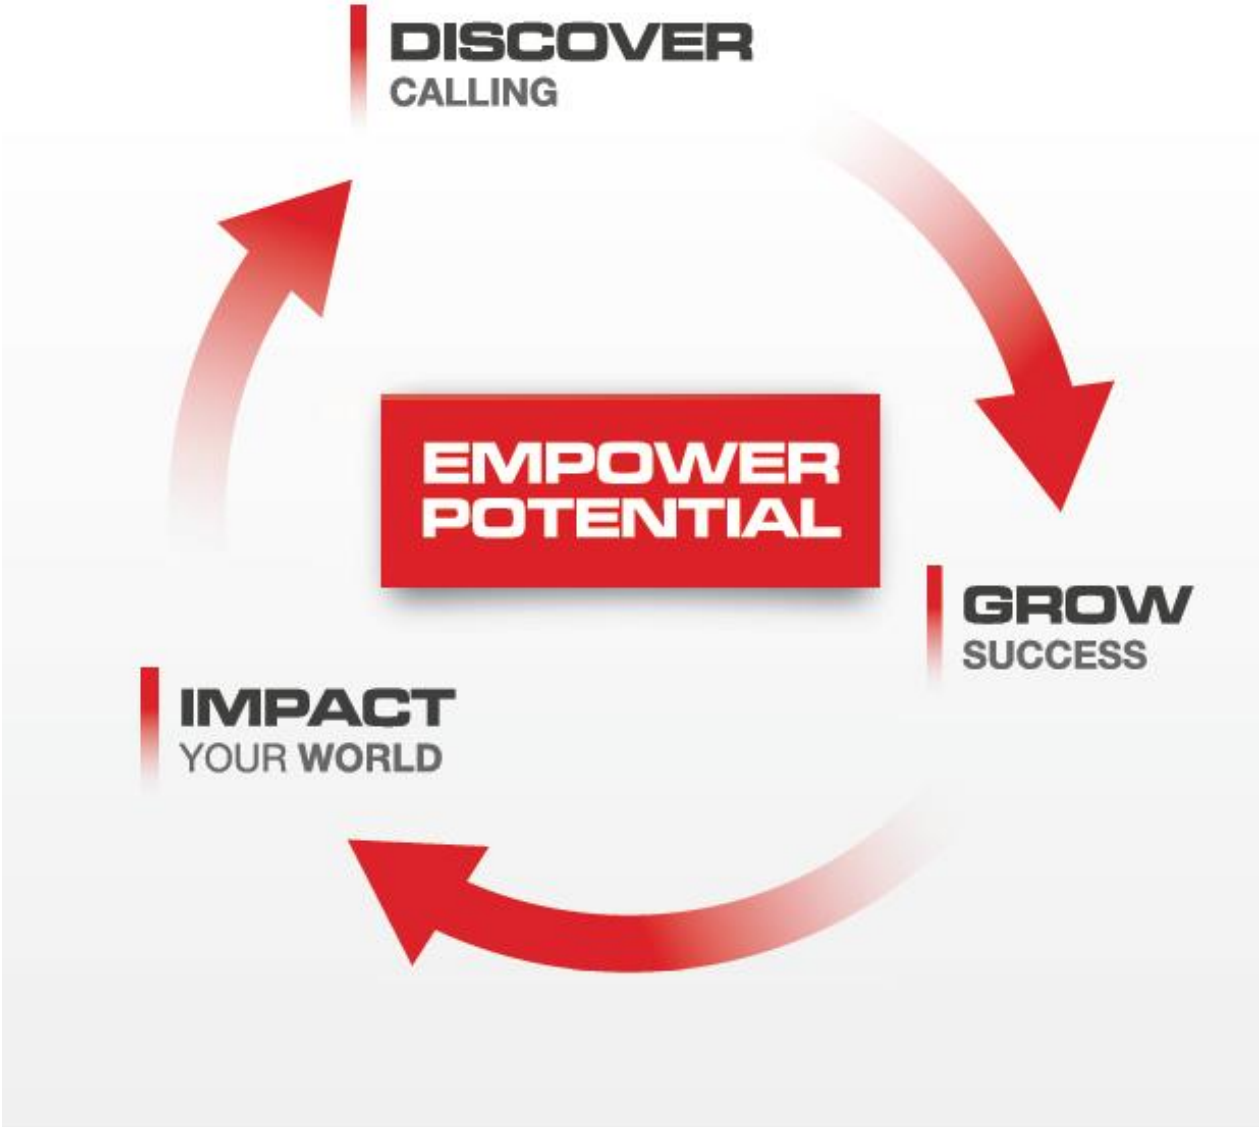 DISCOVER
CALLING
EMPOWER
POTENTIAL
GROW
SUCCESS
IMPACT
YOUR WORLD